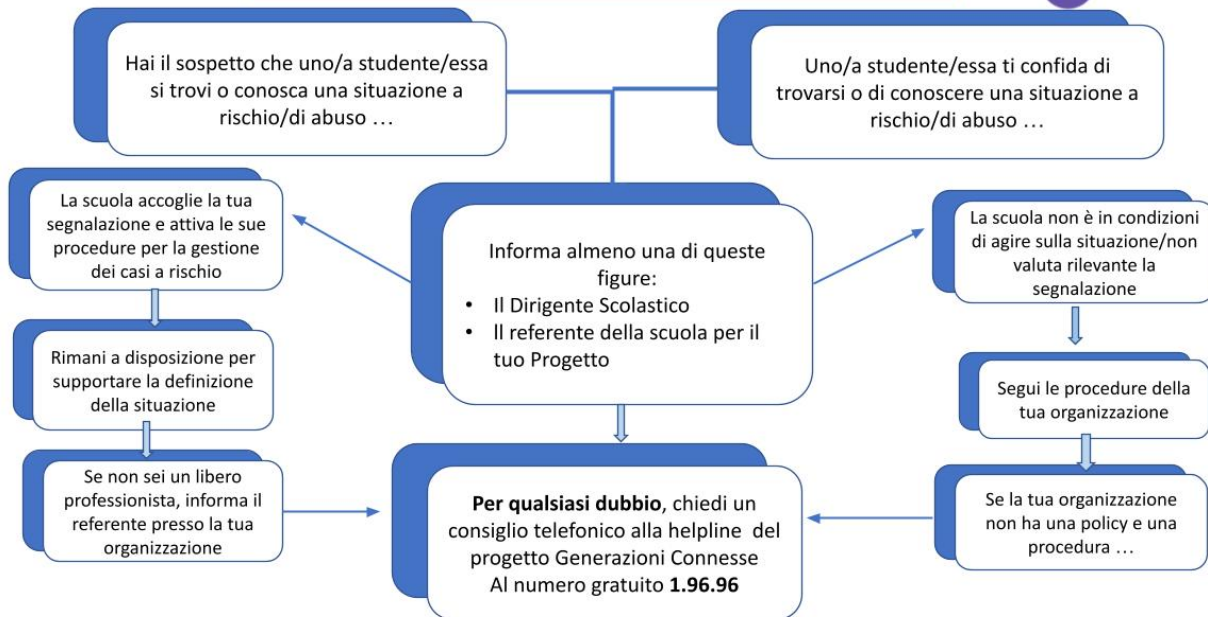 Hai il sospetto che uno/a studente/essa
si trovi o conosca una situazione a
rischio/di abuso …
Uno/a studente/essa ti confida di
trovarsi o di conoscere una situazione a
rischio/di abuso …
La scuola accoglie la tua
segnalazione e attiva le sue
procedure per la gestione
dei casi a rischio
Informa almeno una di queste
figure:
• Il Dirigente Scolastico
• Il referente della scuola per il
tuo Progetto
La scuola non è in condizioni
di agire sulla situazione/non
valuta rilevante la
segnalazione
Rimani a disposizione per
supportare la definizione
della situazione
Segui le procedure della
tua organizzazione
Se non sei un libero
professionista, informa il
referente presso la tua
organizzazione
Per qualsiasi dubbio, chiedi un
consiglio telefonico alla helpline del
progetto Generazioni Connesse
Al numero gratuito 1.96.96
Se la tua organizzazione
non ha una policy e una
procedura …